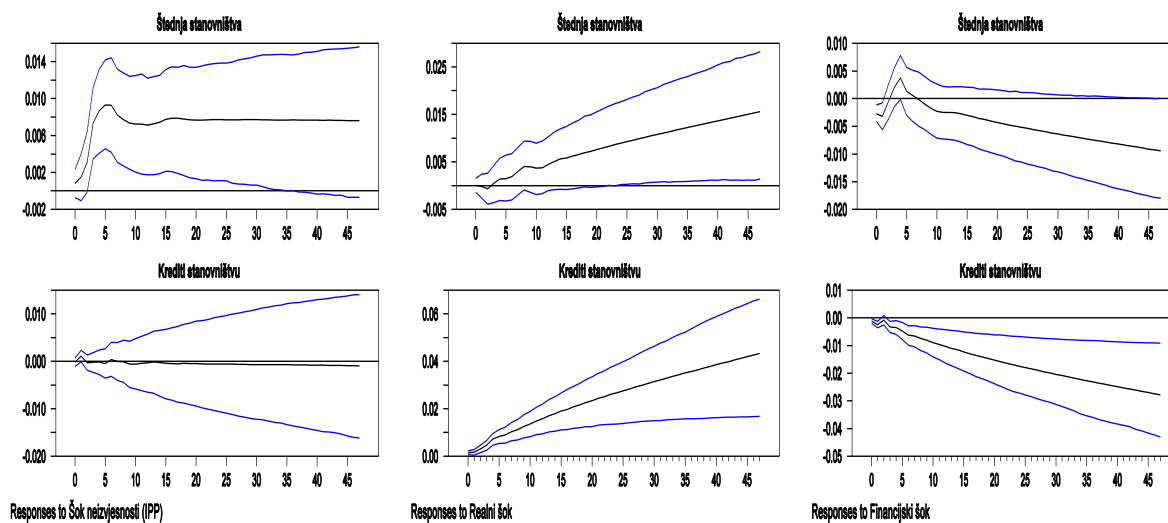 Štednja stanovništva
Štednja stanovništva
Štednja stanovništva
0.014
0.010
0.006
0.002
-0.002
0 5 10 15 20 25 30 35 40 45
0.025
0.015
0.005
-0.005
0 5 10 15 20 25 30 35 40 45
0.010
0.005
0.000
-0.005
-0.010
-0.015
-0.020
0 5 10 15 20 25 30 35 40 45
Krediti stanovništvu
Krediti stanovništvu
Krediti stanovništvu
0.010
0.000
-0.010
-0.020
0 5 10 15 20 25 30 35 40 45
0.06
0.04
0.02
0.00
0 5 10 15 20 25 30 35 40 45
0.01
0.00
-0.01
-0.02
-0.03
-0.04
-0.05
0 5 10 15 20 25 30 35 40 45
Responses to Šok neizvjesnosti (IPP)
Responses to Realni šok
Responses to Financijski šok